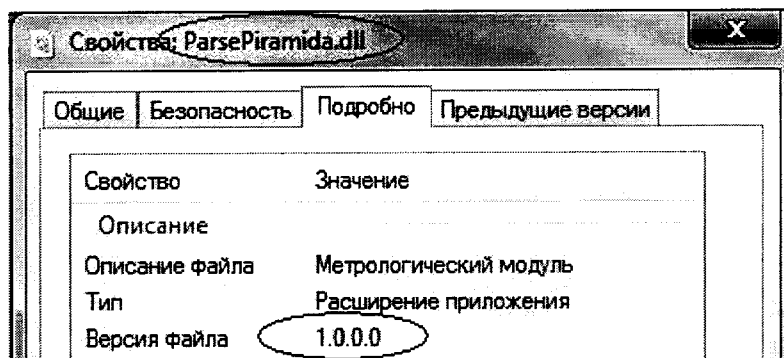 Свойства: ParsePiramida.dll
Общие Безопасность Подробно Предыдущие версии
Свойство Значение
Описание
Описание файла Метрологический модуль
Тип Расширение приложения
Версия файла 1.0.0.0